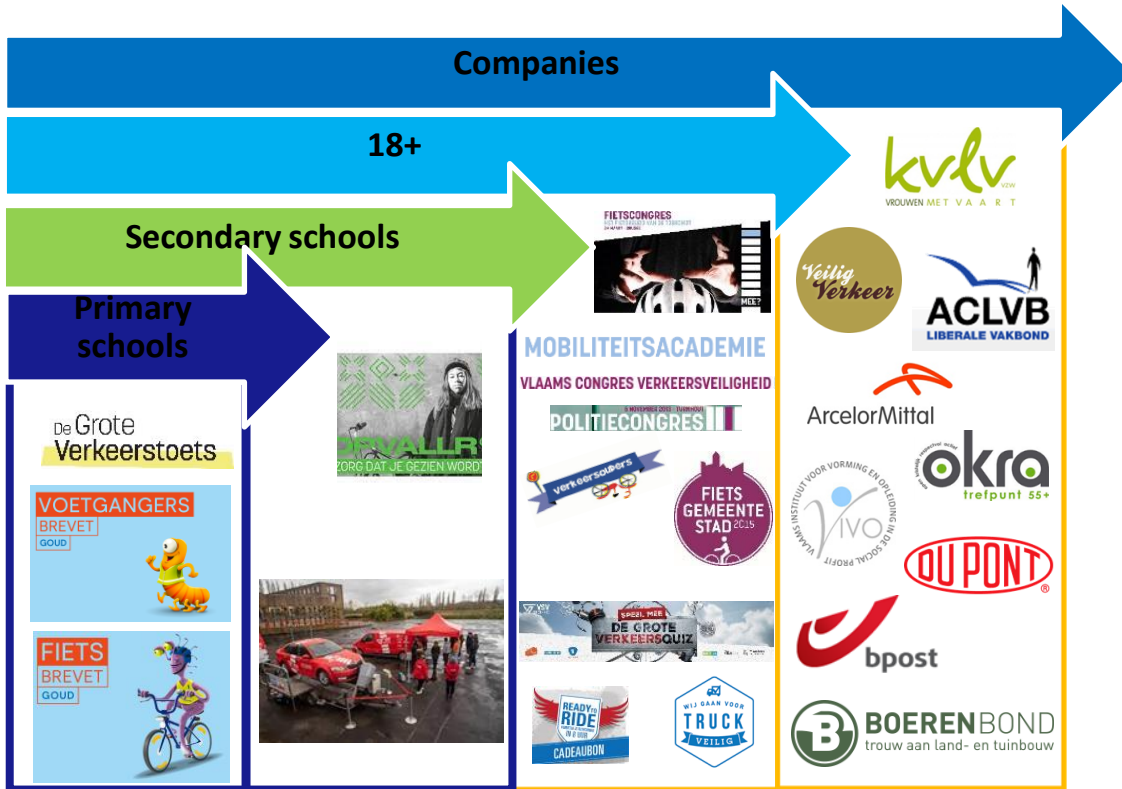 Companies
18+
Secondary schools
Primary
schools
De Grote
Verkeerstoets
VOETGANGERS
BREVET
GOUD
FIETS
BREVET
GOUD
ZORG DAT JE GEZIEN WORDT
FIETSCONGRES
MEE?
MOBILITEITSACADEMIE
VLAAMS CONGRES VERKEERSVEILIGHEID
POLITIECONGRES
verkeersouders
FIETS
GEMEENTE
STAD 2015
VSV
SPEEL MEE
DE GROTE
VERKEERSQUIZ
READY TO
RIDE
IN 8 UUR
CADEAUBON
WIJ GAAN VOOR
TRUCK
VEILIG
kvlv
vzw
VROUWEN MET VAART
Veilig
Verkeer
ACLVB
LIBERALE VAKBOND
ArcelorMittal
okra
trefpunt 55+
VLAAMS INSTITUUT VOOR VORMING EN OPLEIDING IN DE SOCIAL PROFIT
Vivo
DU PONT ®
bpost
B BOERENBOND
trouw aan land- en tuinbouw